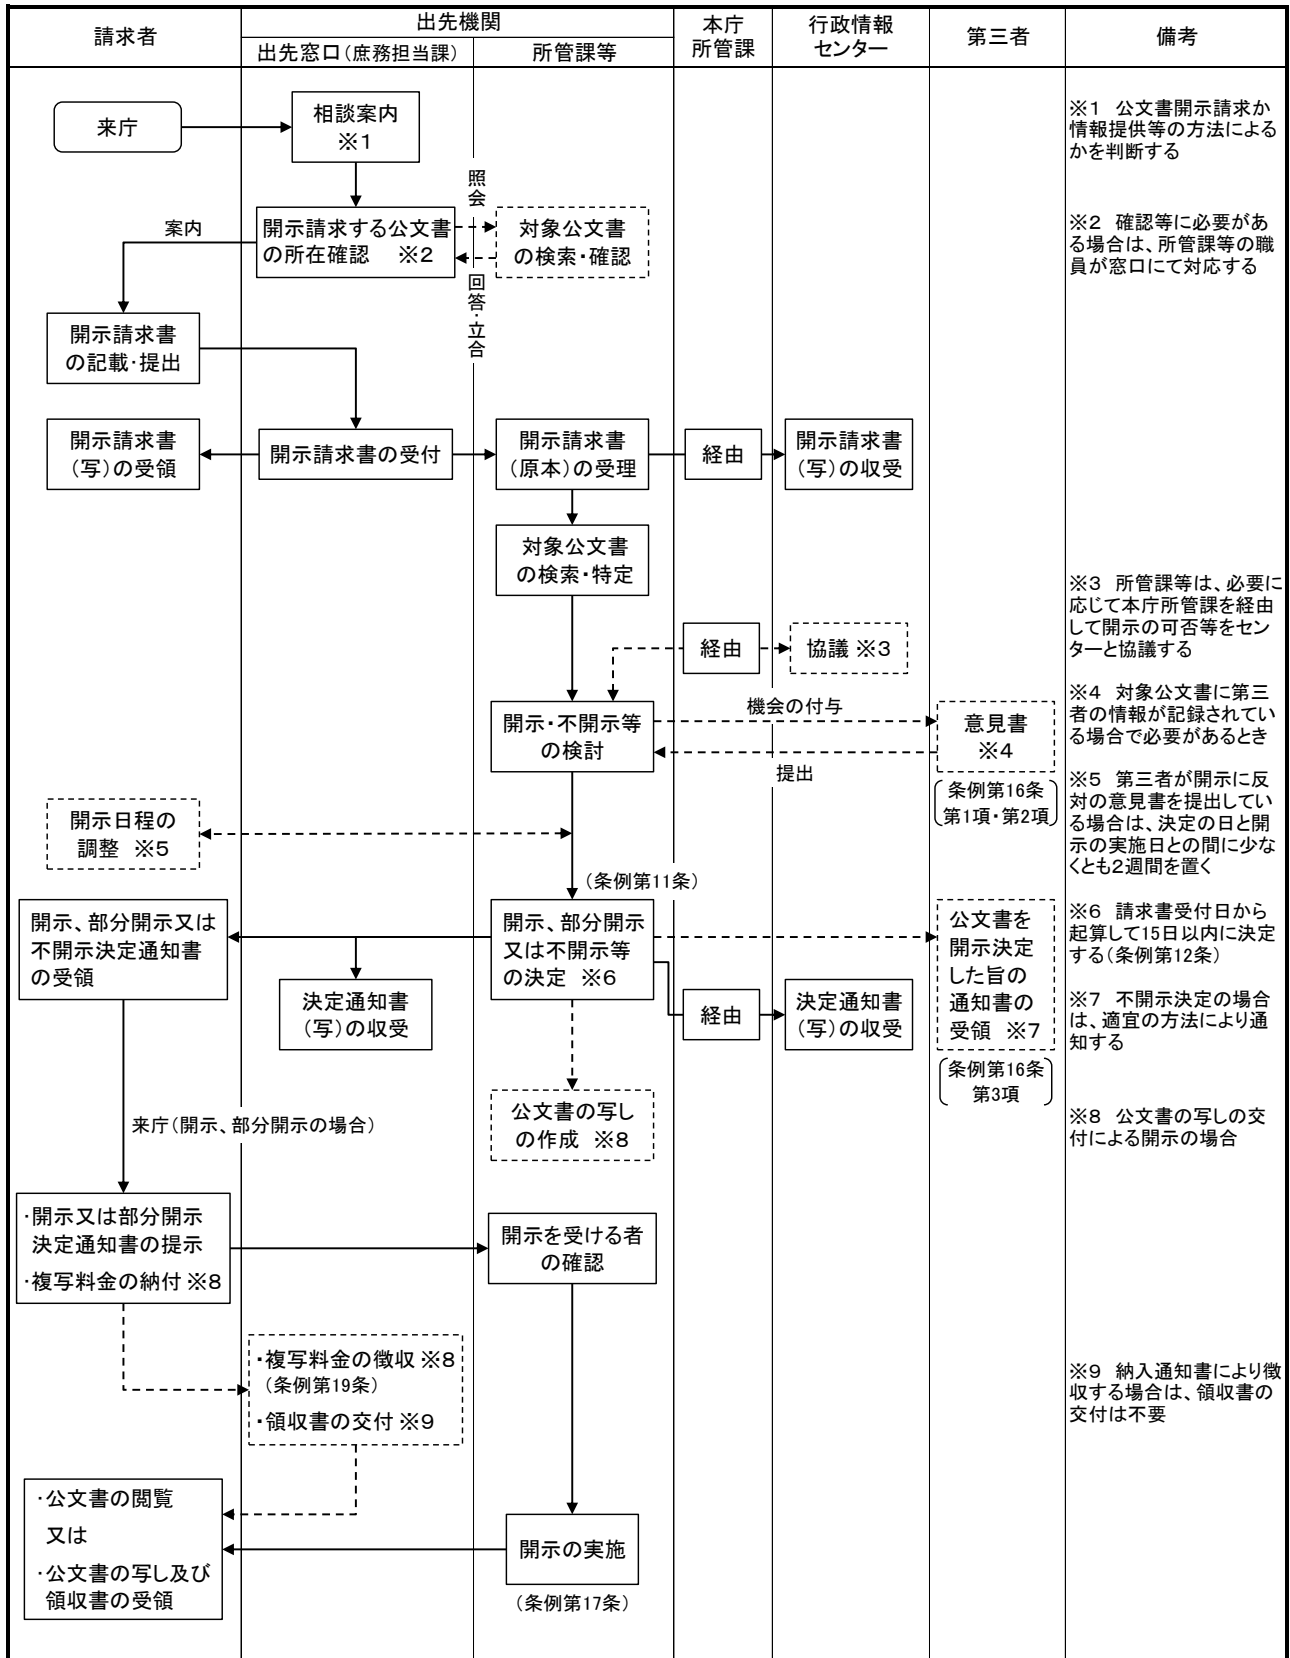 請求者
出先機関
出先窓口(庶務担当課)
所管課等
本庁
所管課
行政情報
センター
第三者
備考
来庁
相談案内
※1
※1 公文書開示請求か
情報提供等の方法による
かを判断する
照会
案内
開示請求する公文書
の所在確認 ※2
対象公文書
の検索・確認
※2 確認等に必要があ
る場合は、所管課等の職
員が窓口にて対応する
回答・立合
開示請求書
の記載・提出
開示請求書
(写)の受領
開示請求書の受付
開示請求書
(原本)の受理
経由
開示請求書
(写)の収受
対象公文書
の検索・特定
※3 所管課等は、必要に
応じて本庁所管課を経由
して開示の可否等をセン
ターと協議する
経由
協議 ※3
開示・不開示等
の検討
機会の付与
提出
意見書
※4
条例第16条
第1項・第2項
※4 対象公文書に第三
者の情報が記録されてい
る場合で必要があるとき
開示日程の
調整 ※5
※5 第三者が開示に反
対の意見書を提出してい
る場合は、決定の日と開
示の実施日との間に少な
くとも2週間を置く
(条例第11条)
開示、部分開示又は
不開示決定通知書
の受領
開示、部分開示
又は不開示等
の決定 ※6
公文書を
開示決定
した旨の
通知書の
受領 ※7
※6 請求書受付日から
起算して15日以内に決定
する(条例第12条)
決定通知書
(写)の収受
経由
決定通知書
(写)の収受
※7 不開示決定の場合
は、適宜の方法により通
知する
条例第16条
第3項
公文書の写し
の作成 ※8
来庁(開示、部分開示の場合)
※8 公文書の写しの交
付による開示の場合
・開示又は部分開示
決定通知書の提示
・複写料金の納付 ※8
開示を受ける者
の確認
・複写料金の徴収 ※8
(条例第19条)
・領収書の交付 ※9
※9 納入通知書により徴
収する場合は、領収書の
交付は不要
・公文書の閲覧
又は
・公文書の写し及び
領収書の受領
開示の実施
(条例第17条)